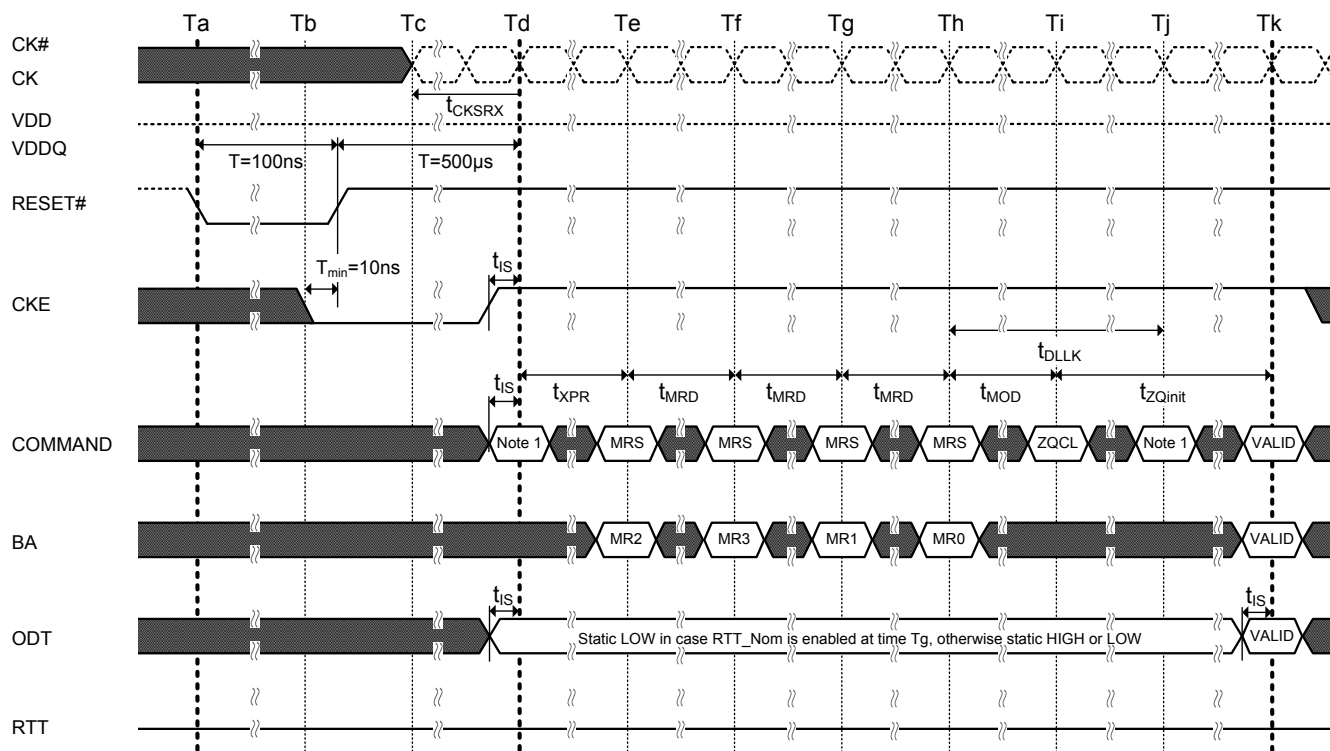 Ta Tb Tc Td Te Tf Tg Th Ti Tj Tk
CK#
CK
tCKSRX
VDD
VDDQ
T=100ns T=500µs
RESET#
Tmin=10ns tIS
CKE
tDLLK
tIS tXPR tMRD tMRD tMRD tMOD tZQinit
COMMAND Note 1 MRS MRS MRS MRS ZQCL Note 1 VALID
BA MR2 MR3 MR1 MR0 VALID
tIS tIS
ODT Static LOW in case RTT_Nom is enabled at time Tg, otherwise static HIGH or LOW VALID
RTT